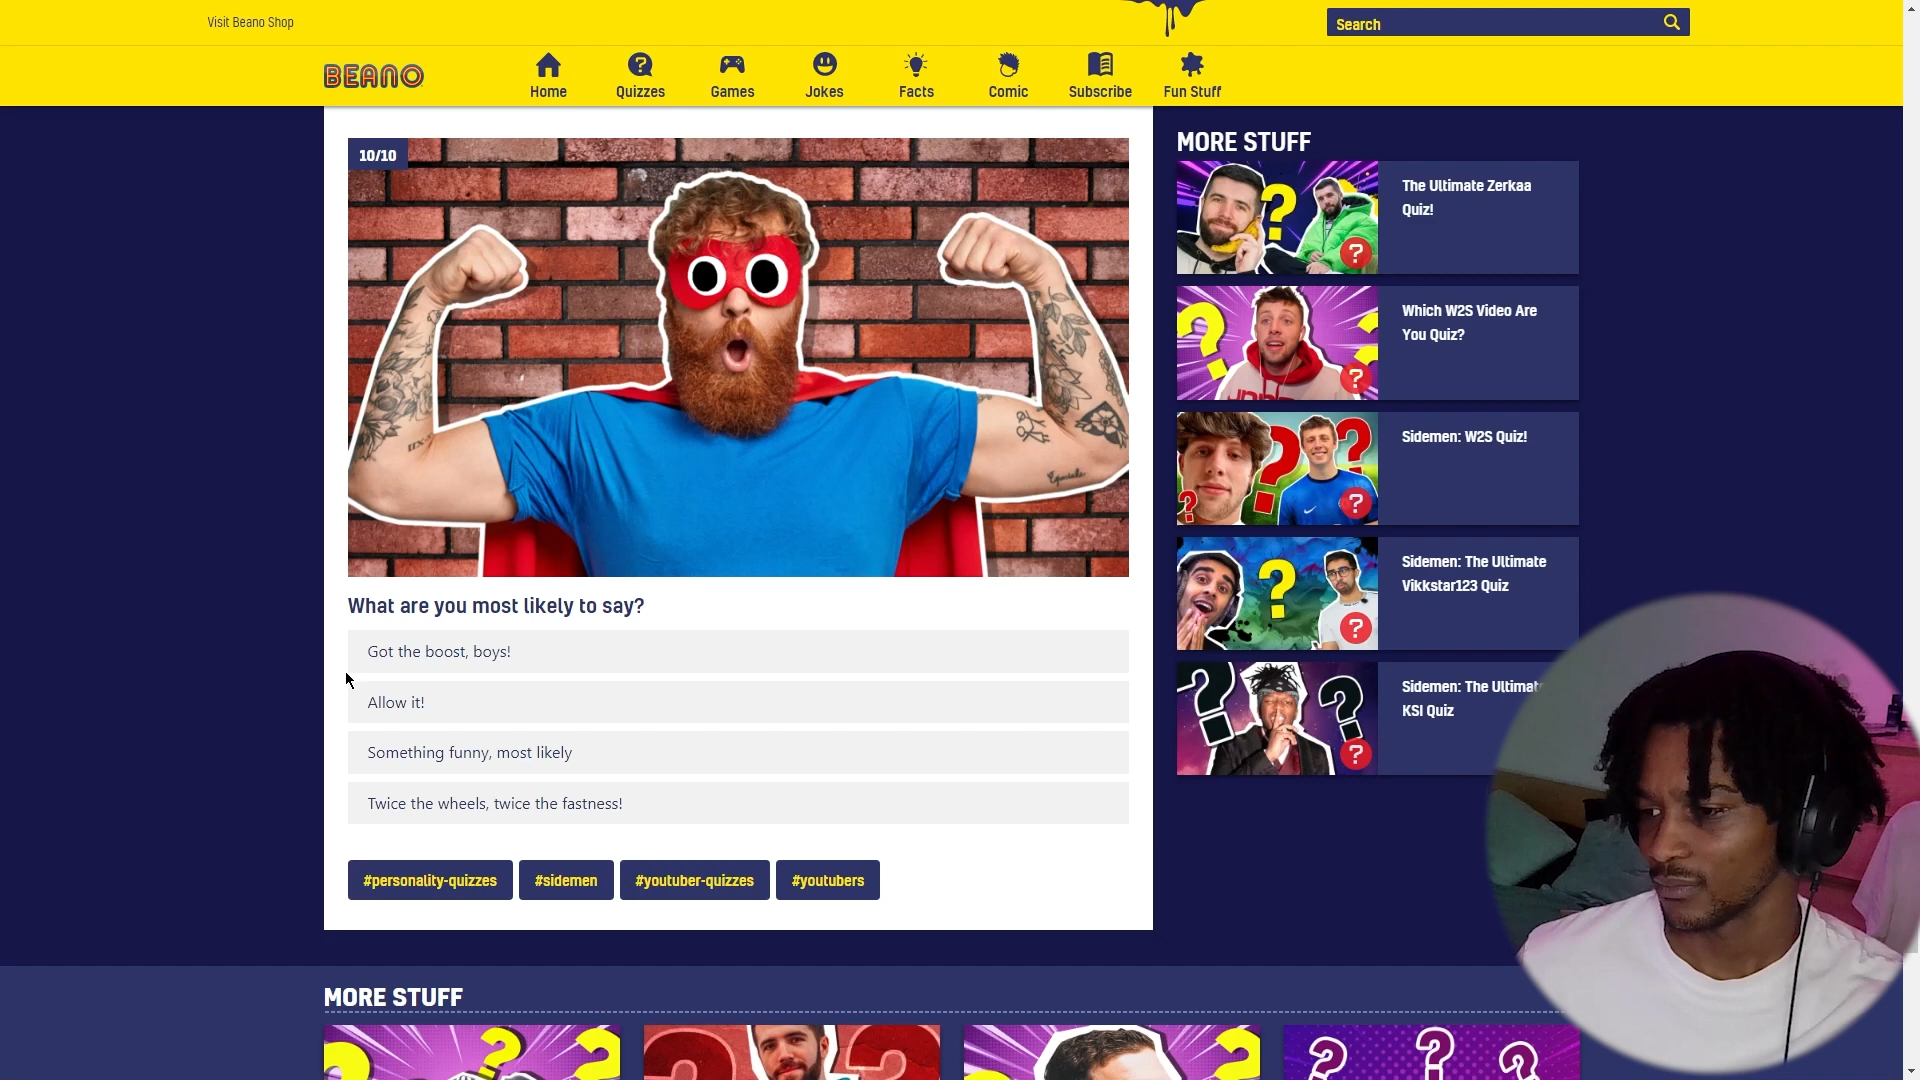 Visit Beano Shop
Search
BEANO
Home
Quizzes
Games
Jokes
Facts
Comic
Subscribe
Fun Stuff
10/10
What are you most likely to say?
Got the boost, boys!
Allow it!
Something funny, most likely
Twice the wheels, twice the fastness!
#personality-quizzes
#sidemen
#youtuber-quizzes
#youtubers
MORE STUFF
The Ultimate Zerkaa
Quiz!
Which W2S Video Are
You Quiz?
Sidemen: W2S Quiz!
Sidemen: The Ultimate
Vikkstar123 Quiz
Sidemen: The Ultimate
KSI Quiz
MORE STUFF